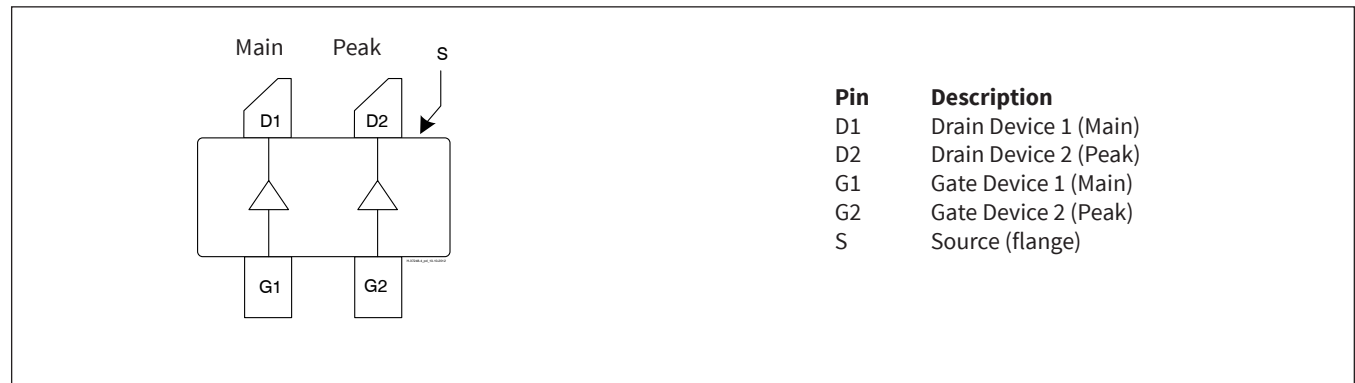 Main Peak S
D1 D2
G1 G2
Pin Description
D1 Drain Device 1 (Main)
D2 Drain Device 2 (Peak)
G1 Gate Device 1 (Main)
G2 Gate Device 2 (Peak)
S Source (flange)